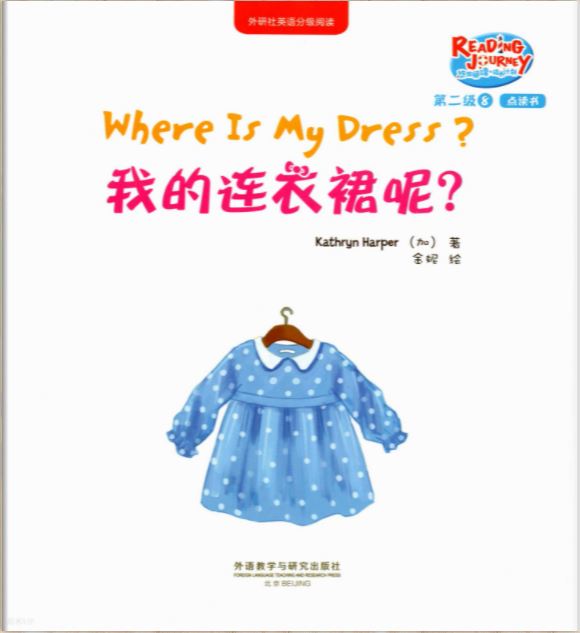 外研社英语分级阅读
READING
JOURNEY
第二级 8 点读书
Where Is My Dress?
我的连衣裙呢?
Kathryn Harper （加） 著
金妮 绘
外语教学与研究出版社
FOREIGN LANGUAGE TEACHING AND RESEARCH PRESS
北京 BEIJING